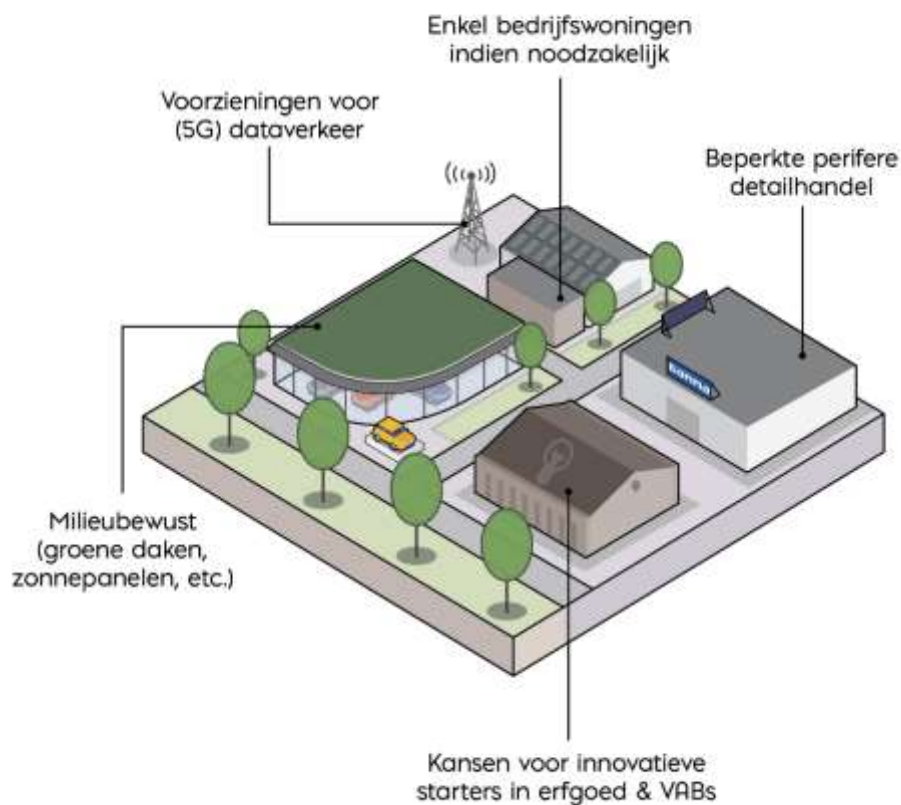 Enkel bedrijfswoningen
indien noodzakelijk
Voorzieningen voor
(5G) dataverkeer
Beperkte perifere
detailhandel
Milieubewust
(groene daken,
zonnepanelen, etc.)
Kansen voor innovatieve
starters in erfgoed & VABs